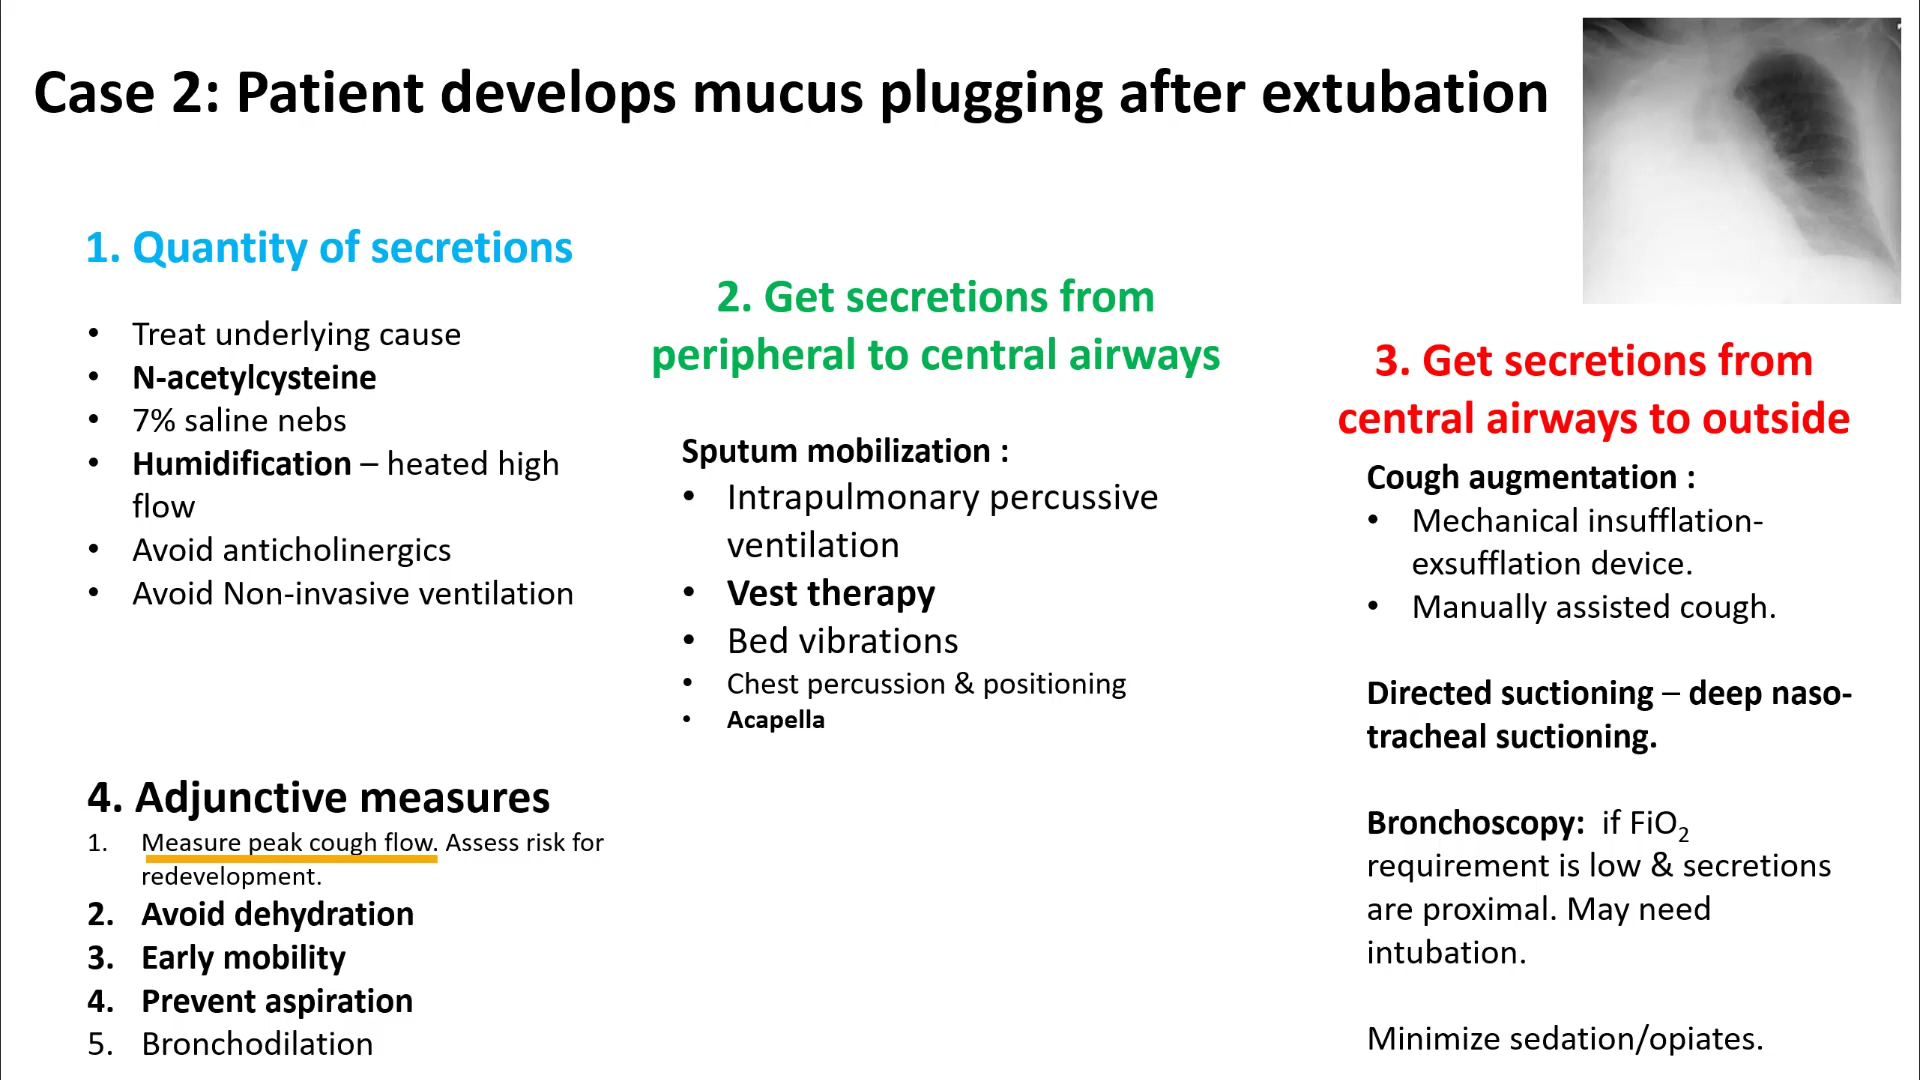 Case 2: Patient develops mucus plugging after extubation
1. Quantity of secretions
• Treat underlying cause
• N-acetylcysteine
• 7% saline nebs
• Humidification – heated high
flow
• Avoid anticholinergics
• Avoid Non-invasive ventilation
2. Get secretions from
peripheral to central airways
Sputum mobilization :
• Intrapulmonary percussive
ventilation
• Vest therapy
• Bed vibrations
• Chest percussion & positioning
• Acapella
3. Get secretions from
central airways to outside
Cough augmentation :
• Mechanical insufflation-
exsufflation device.
• Manually assisted cough.
Directed suctioning – deep naso-
tracheal suctioning.
Bronchoscopy: if FiO₂
requirement is low & secretions
are proximal. May need
intubation.
Minimize sedation/opiates.
4. Adjunctive measures
1. Measure peak cough flow. Assess risk for
redevelopment.
2. Avoid dehydration
3. Early mobility
4. Prevent aspiration
5. Bronchodilation